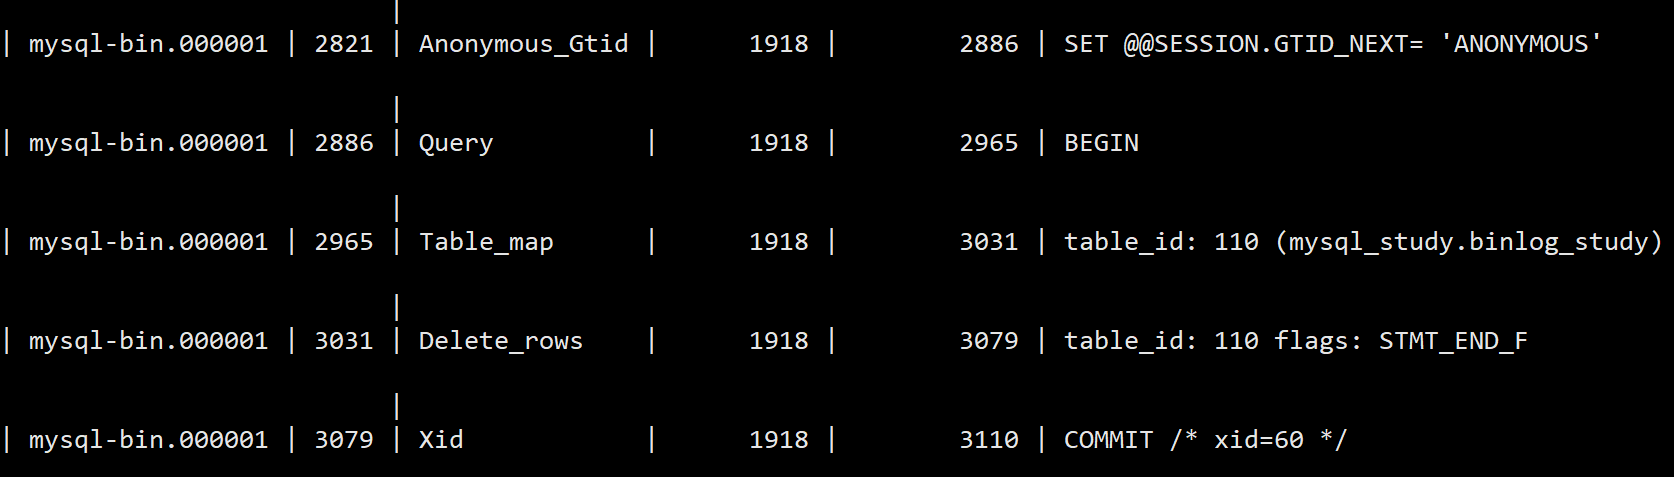 |
| mysql-bin.000001 | 2821 | Anonymous_Gtid |      1918 |        2886 | SET @@SESSION.GTID_NEXT= 'ANONYMOUS'
|
| mysql-bin.000001 | 2886 | Query          |      1918 |        2965 | BEGIN
|
| mysql-bin.000001 | 2965 | Table_map      |      1918 |        3031 | table_id: 110 (mysql_study.binlog_study)
|
| mysql-bin.000001 | 3031 | Delete_rows    |      1918 |        3079 | table_id: 110 flags: STMT_END_F
|
| mysql-bin.000001 | 3079 | Xid            |      1918 |        3110 | COMMIT /* xid=60 */